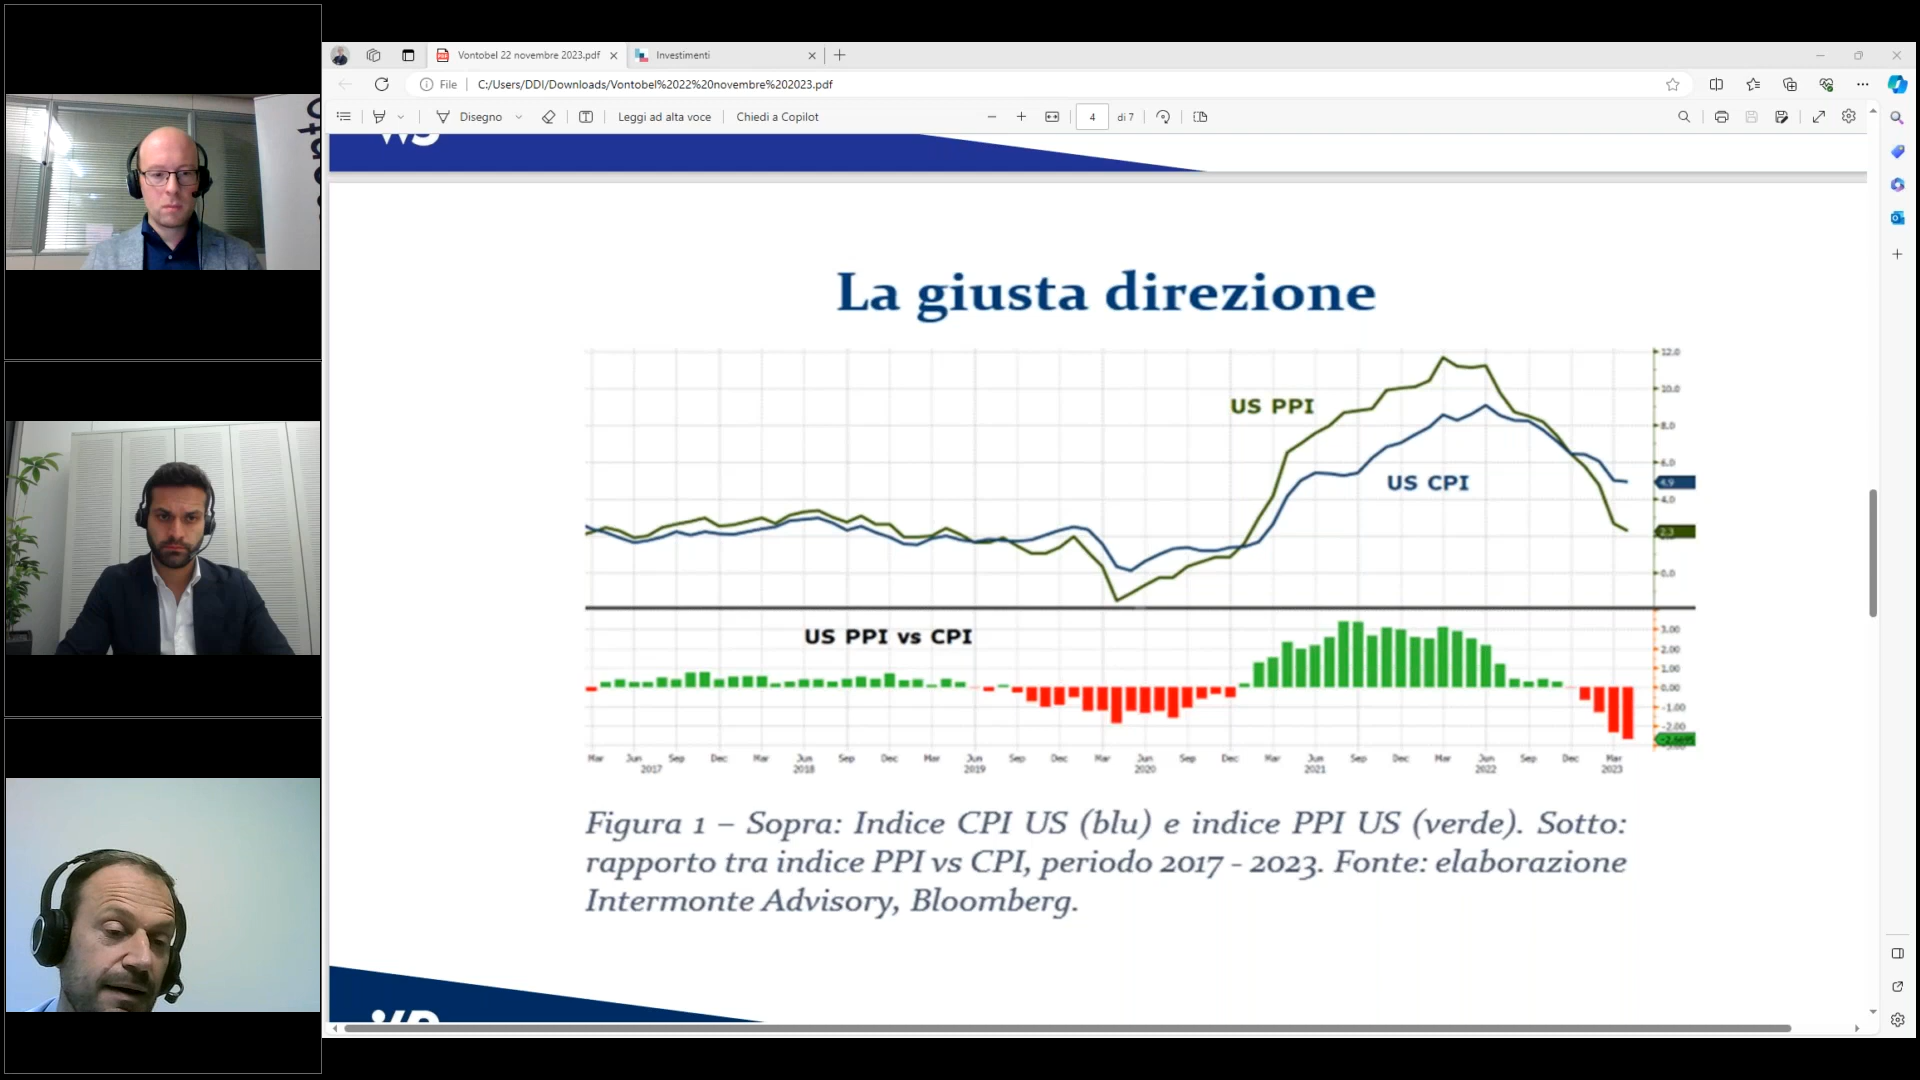 Vontobel 22 novembre 2023.pdf
Investimenti
File
C:/Users/DDI/Downloads/Vontobel%2022%20novembre%202023.pdf
Disegno
Leggi ad alta voce
Chiedi a Copilot
4
di 7
La giusta direzione
US PPI
US CPI
12.0
10.0
8.0
6.0
4.9
4.0
2.3
0.0
US PPI vs CPI
3.00
2.00
1.00
0.00
-1.00
-2.00
Mar Jun Sep Dec Mar Jun Sep Dec Mar Jun Sep Dec Mar Jun Sep Dec Mar Jun Sep Dec Mar Jun Sep Dec Mar
2017 2018 2019 2020 2021 2022 2023
Figura 1 – Sopra: Indice CPI US (blu) e indice PPI US (verde). Sotto:
rapporto tra indice PPI vs CPI, periodo 2017 - 2023. Fonte: elaborazione
Intermonte Advisory, Bloomberg.